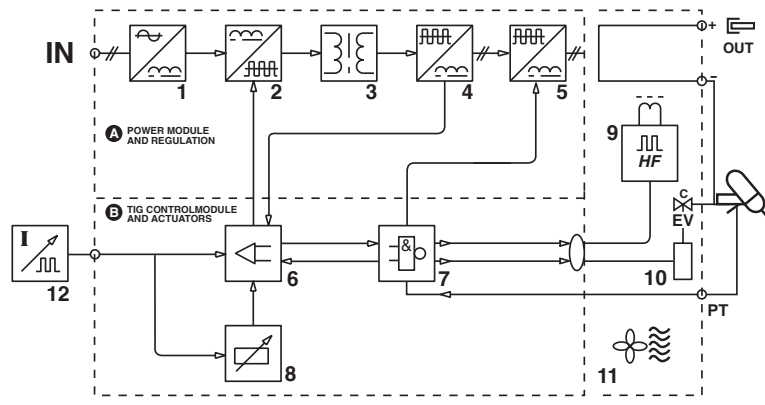 IN
1
2
3
4
5
+
OUT
-
A POWER MODULE
AND REGULATION
9
HF
B TIG CONTROLMODULE
AND ACTUATORS
C
EV
I
12
6
&
7
10
PT
8
11